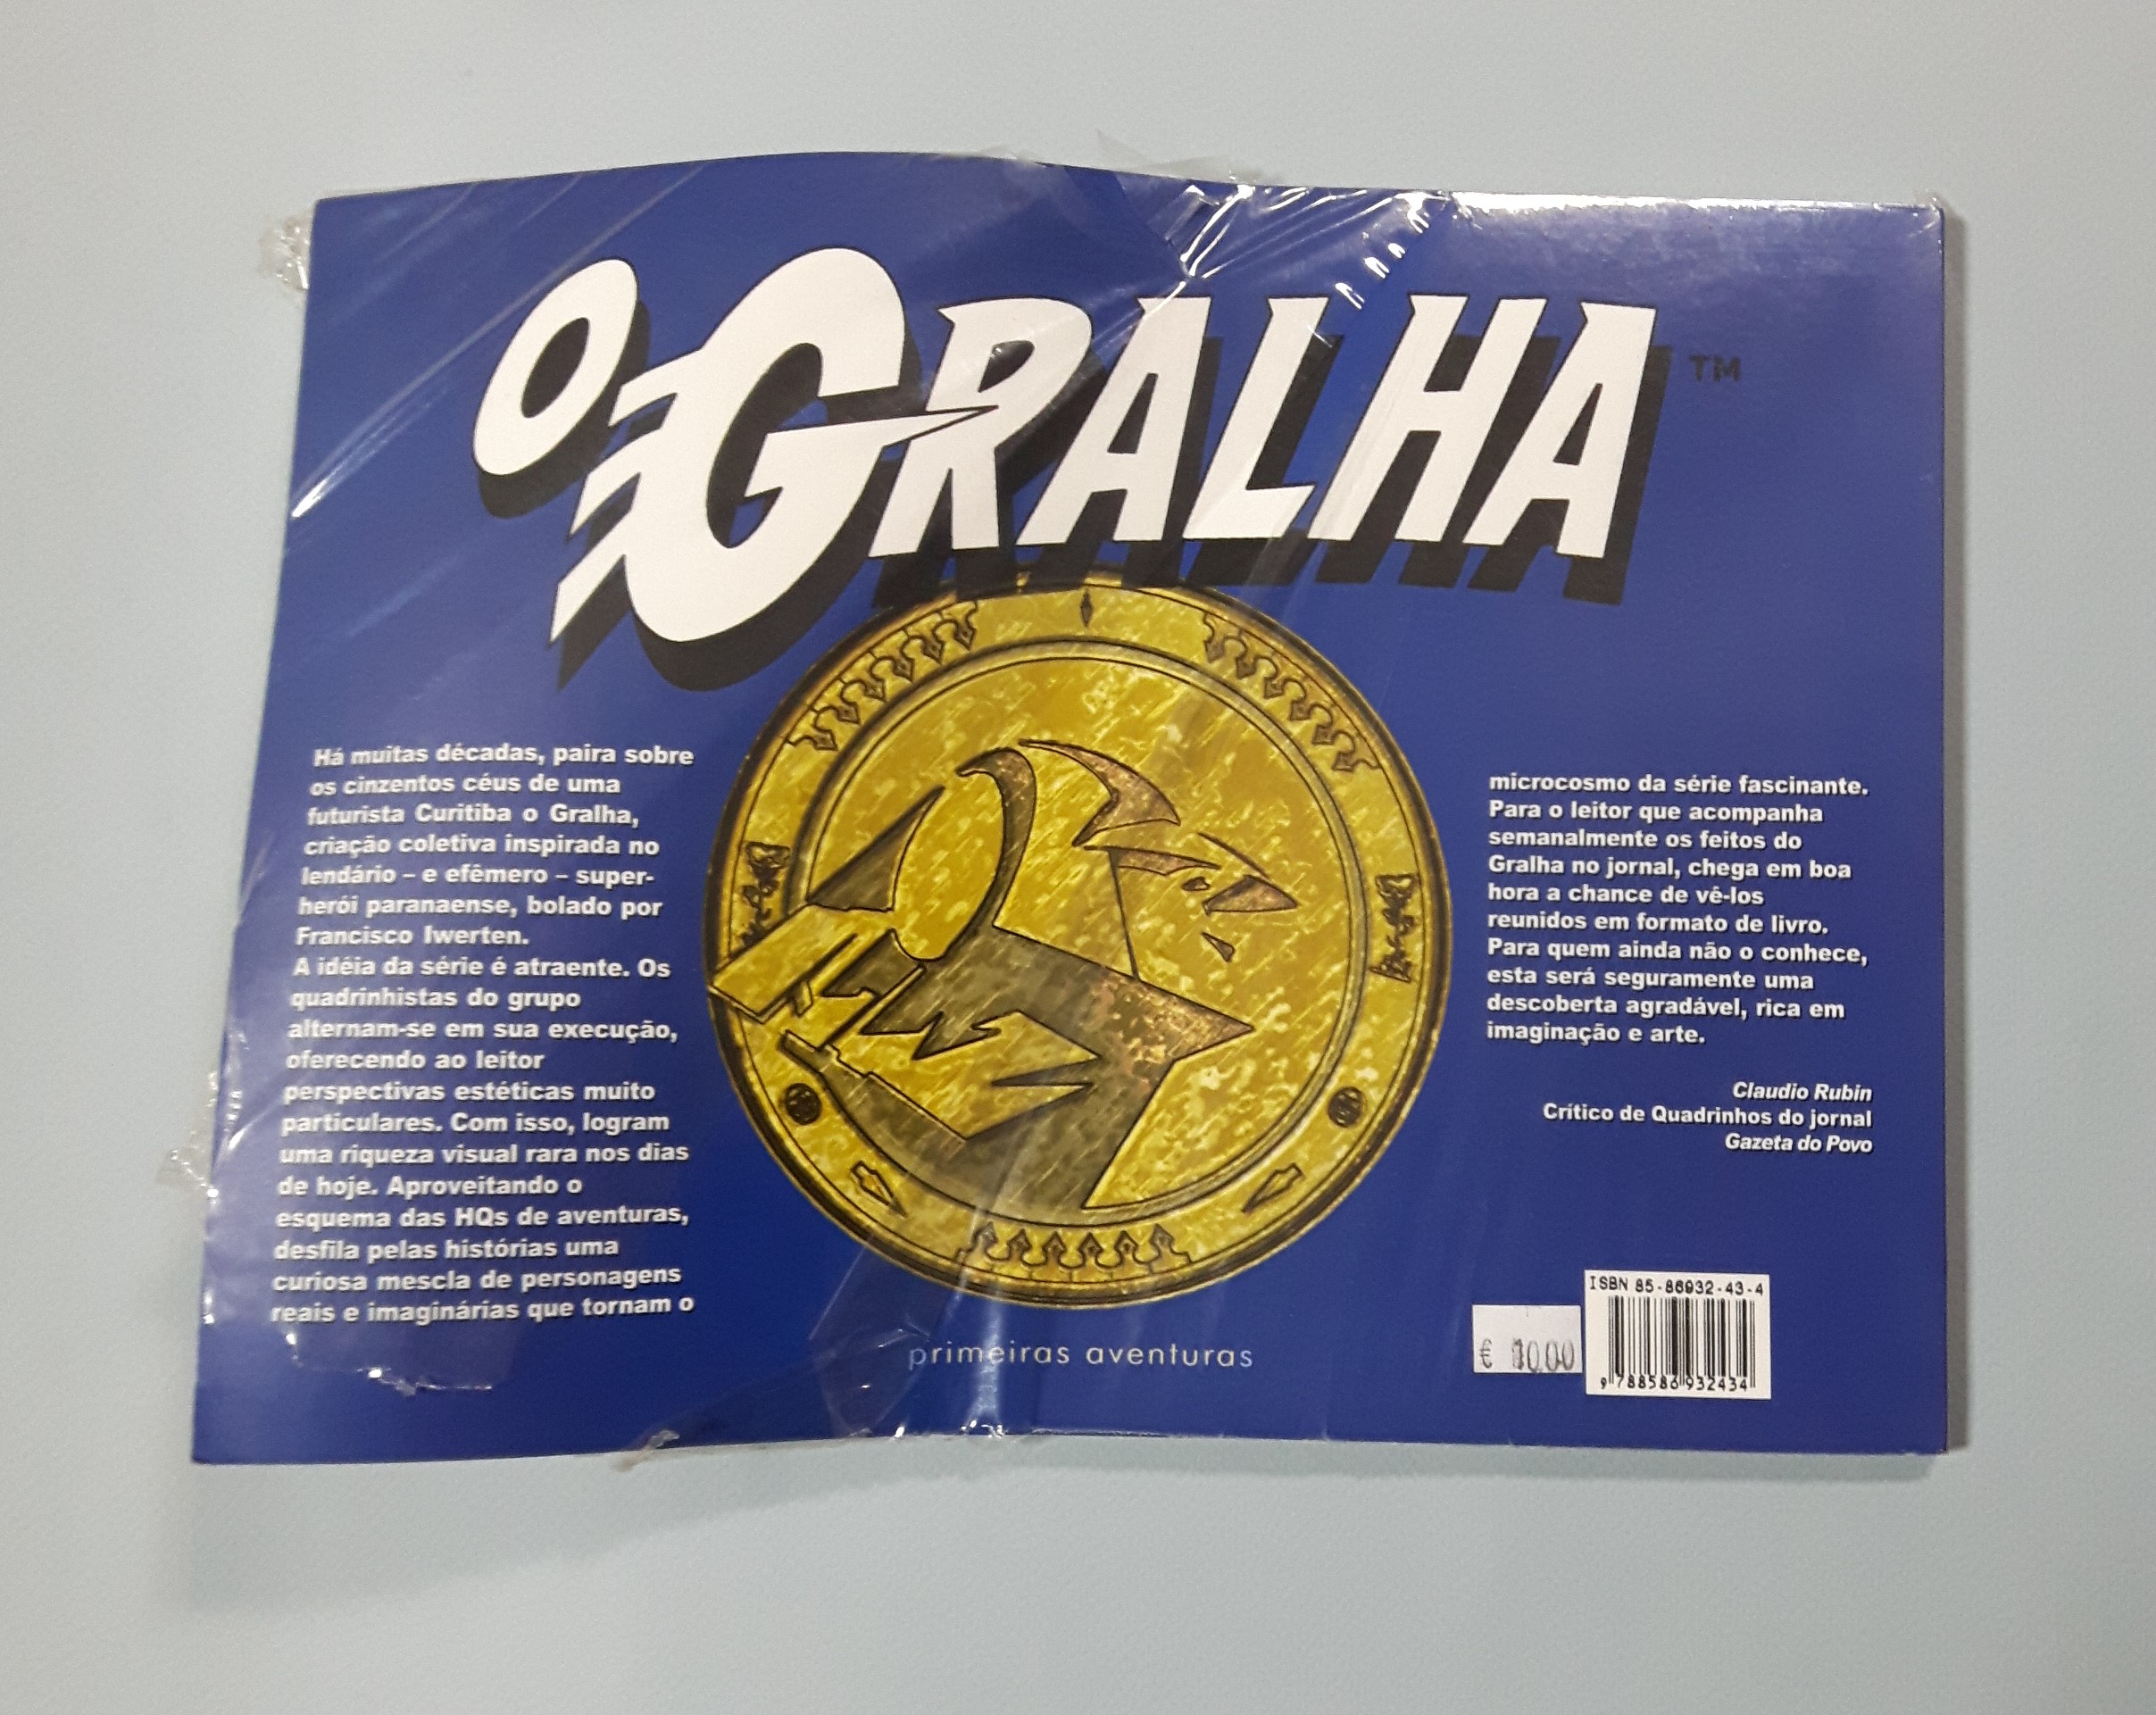 O GRALHA TM
Há muitas décadas, paira sobre
os cinzentos céus de uma
futurista Curitiba o Gralha,
criação coletiva inspirada no
lendário – e efêmero – super-
herói paranaense, bolado por
Francisco Iwerten.
A idéia da série é atraente. Os
quadrinhistas do grupo
alternam-se em sua execução,
oferecendo ao leitor
perspectivas estéticas muito
particulares. Com isso, logram
uma riqueza visual rara nos dias
de hoje. Aproveitando o
esquema das HQs de aventuras,
desfila pelas histórias uma
curiosa mescla de personagens
reais e imaginárias que tornam o
microcosmo da série fascinante.
Para o leitor que acompanha
semanalmente os feitos do
Gralha no jornal, chega em boa
hora a chance de vê-los
reunidos em formato de livro.
Para quem ainda não o conhece,
esta será seguramente uma
descoberta agradável, rica em
imaginação e arte.
Claudio Rubin
Crítico de Quadrinhos do jornal
Gazeta do Povo
primeiras aventuras
€ 10,00
ISBN 85-86932-43-4
9 788586 932434